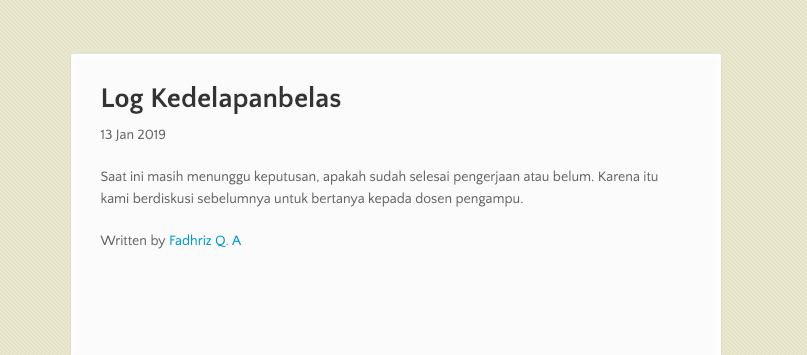 Log Kedelapanbelas
13 Jan 2019
Saat ini masih menunggu keputusan, apakah sudah selesai pengerjaan atau belum. Karena itu
kami berdiskusi sebelumnya untuk bertanya kepada dosen pengampu.
Written by Fadhriz Q. A